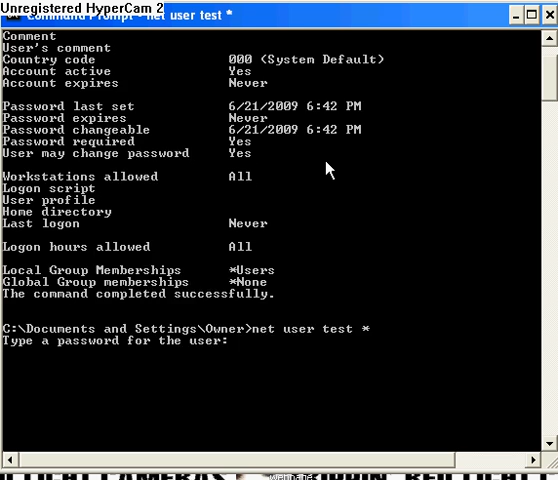 Unregistered HyperCam 2
Command Prompt - net user test *
Comment
User's comment
Country code 000 (System Default)
Account active Yes
Account expires Never
Password last set 6/21/2009 6:42 PM
Password expires Never
Password changeable 6/21/2009 6:42 PM
Password required Yes
User may change password Yes
Workstations allowed All
Logon script
User profile
Home directory
Last logon Never
Logon hours allowed All
Local Group Memberships *Users
Global Group memberships *None
The command completed successfully.
C:\Documents and Settings\Owner>net user test *
Type a password for the user: